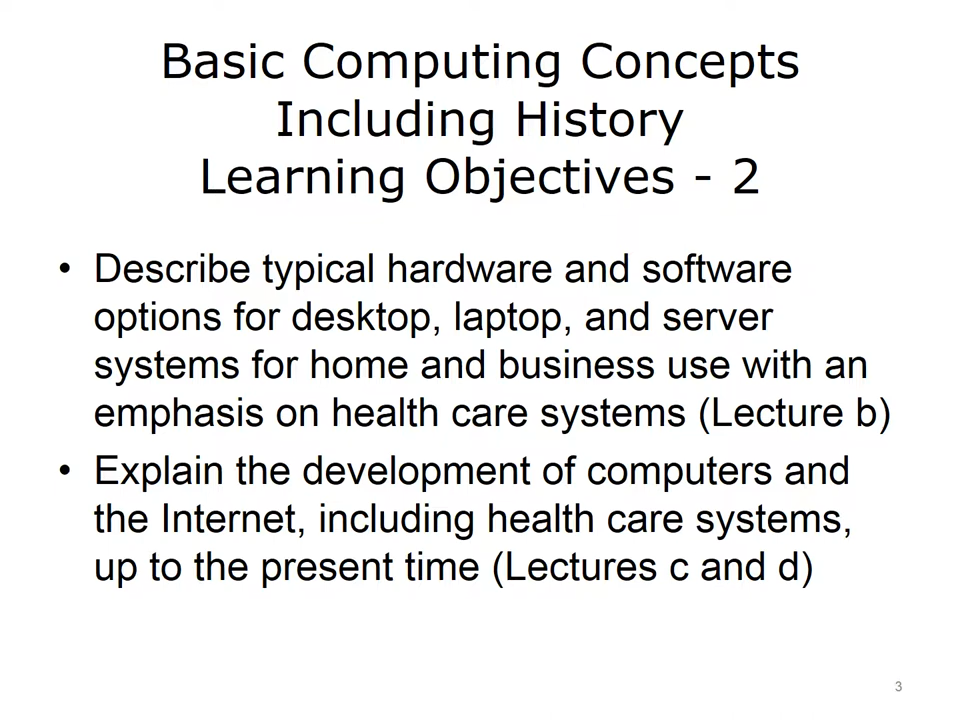 Basic Computing Concepts
Including History
Learning Objectives - 2
• Describe typical hardware and software
options for desktop, laptop, and server
systems for home and business use with an
emphasis on health care systems (Lecture b)
• Explain the development of computers and
the Internet, including health care systems,
up to the present time (Lectures c and d)
3